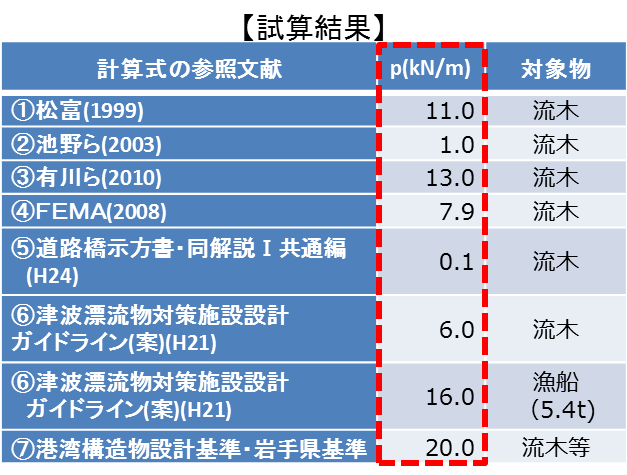 【試算結果】
計算式の参照文献 p(kN/m) 対象物
①松富(1999) 11.0 流木
②池野ら(2003) 1.0 流木
③有川ら(2010) 13.0 流木
④FEMA(2008) 7.9 流木
⑤道路橋示方書・同解説Ⅰ共通編
(H24) 0.1 流木
⑥津波漂流物対策施設設計
ガイドライン(案)(H21) 6.0 流木
⑥津波漂流物対策施設設計
ガイドライン(案)(H21) 16.0 漁船
(5.4t)
⑦港湾構造物設計基準・岩手県基準 20.0 流木等